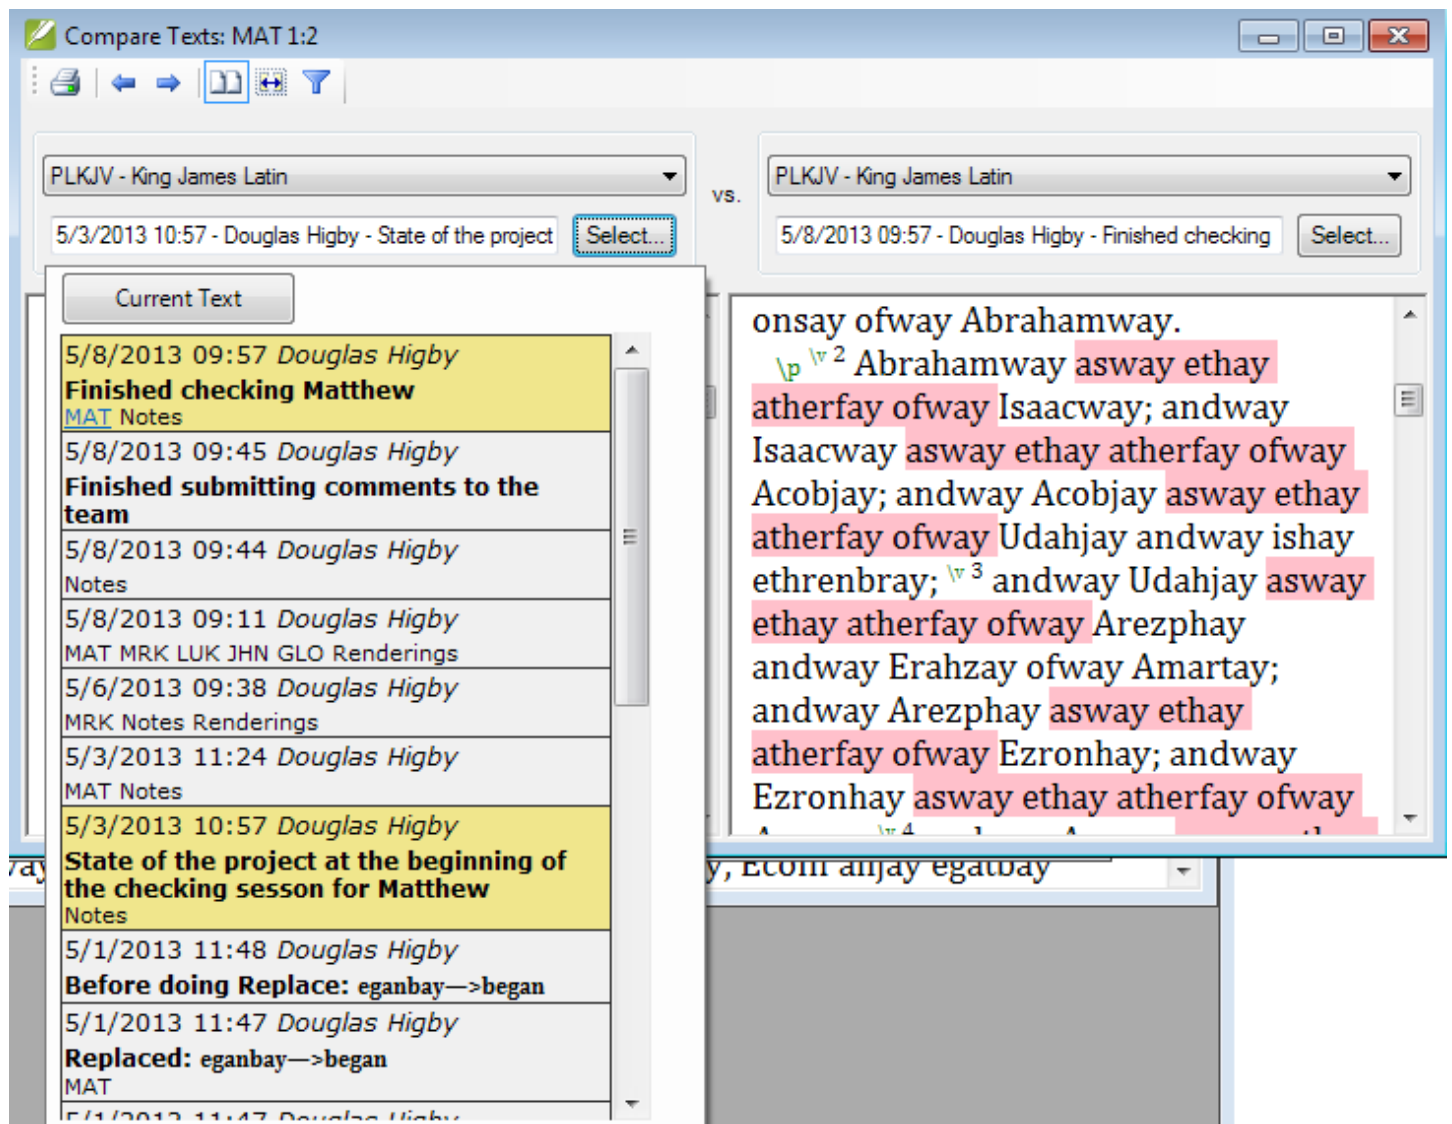 Compare Texts: MAT 1:2
PLKJV - King James Latin
5/3/2013 10:57 - Douglas Higby - State of the project
Select...
vs.
PLKJV - King James Latin
5/8/2013 09:57 - Douglas Higby - Finished checking
Select...
Current Text
5/8/2013 09:57 Douglas Higby
Finished checking Matthew
MAT Notes
5/8/2013 09:45 Douglas Higby
Finished submitting comments to the
team
5/8/2013 09:44 Douglas Higby
Notes
5/8/2013 09:11 Douglas Higby
MAT MRK LUK JHN GLO Renderings
5/6/2013 09:38 Douglas Higby
MRK Notes Renderings
5/3/2013 11:24 Douglas Higby
MAT Notes
5/3/2013 10:57 Douglas Higby
State of the project at the beginning of
the checking sesson for Matthew
Notes
5/1/2013 11:48 Douglas Higby
Before doing Replace: eganbay—>began
5/1/2013 11:47 Douglas Higby
Replaced: eganbay—>began
MAT
5/1/2013 11:47 Douglas Higby
onsay ofway Abrahamway.
\p \v 2 Abrahamway asway ethay
atherfay ofway Isaacway; andway
Isaacway asway ethay atherfay ofway
Acobjay; andway Acobjay asway ethay
atherfay ofway Udahjay andway ishay
ethrenbray; \v 3 andway Udahjay asway
ethay atherfay ofway Arezphay
andway Erahzay ofway Amartay;
andway Arezphay asway ethay
atherfay ofway Ezronhay; andway
Ezronhay asway ethay atherfay ofway
\v 4
egatbay